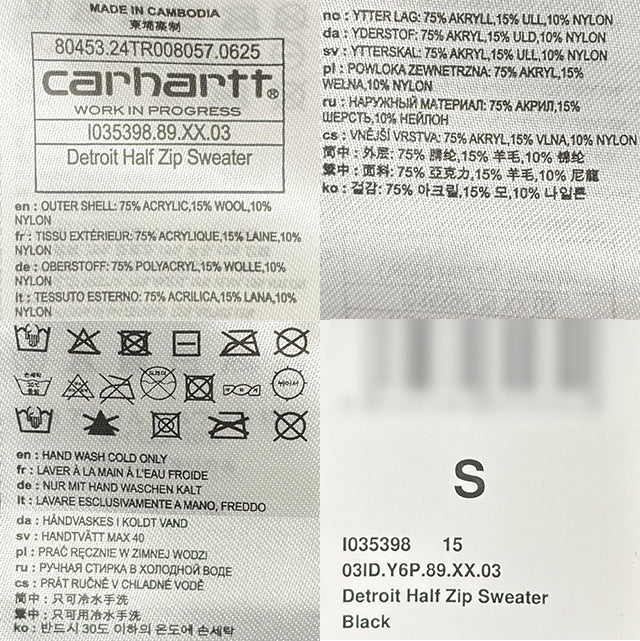 MADE IN CAMBODIA
柬埔寨制
80453.24TR008057.0625
carhartt®
WORK IN PROGRESS
I035398.89.XX.03
Detroit Half Zip Sweater
en : OUTER SHELL: 75% ACRYLIC,15% WOOL,10%
NYLON
fr : TISSU EXTÉRIEUR: 75% ACRYLIQUE,15% LAINE,10%
NYLON
de : OBERSTOFF: 75% POLYACRYL,15% WOLLE,10%
NYLON
it : TESSUTO ESTERNO: 75% ACRILICA,15% LANA,10%
NYLON
no : YTTER LAG: 75% AKRYLL,15% ULL,10% NYLON
da : YDERSTOF: 75% AKRYL,15% ULD,10% NYLON
sv : YTTERSKAL: 75% AKRYL,15% ULL,10% NYLON
pl : POWLOKA ZEWNETRZNA: 75% AKRYL,15%
WELNA,10% NYLON
ru : НАРУЖНЫЙ МАТЕРИАЛ: 75% АКРИЛ,15%
ШЕРСТЬ,10% НЕЙЛОН
cs : VNĚJŠÍ VRSTVA: 75% AKRYL,15% VLNA,10% NYLON
简中 : 外层: 75% 腈纶,15% 羊毛,10% 锦纶
繁中 : 面料: 75% 亞克力,15% 羊毛,10% 尼龍
ko : 겉감: 75% 아크릴,15% 모,10% 나일론
손세탁
드라이
en : HAND WASH COLD ONLY
fr : LAVER À LA MAIN À L'EAU FROIDE
de : NUR MIT HAND WASCHEN KALT
it : LAVARE ESCLUSIVAMENTE A MANO, FREDDO
da : HÅNDVASKES I KOLDT VAND
sv : HANDTVÄTT MAX 40
pl : PRAĆ RĘCZNIE W ZIMNEJ WODZI
ru : РУЧНАЯ СТИРКА В ХОЛОДНОЙ ВОДЕ
cs : PRÁT RUČNĚ V CHLADNÉ VODĚ
简中 : 只可冷水手洗
繁中 : 只可用冷水手洗
ko : 반드시 30도 이하의 온도에 손세탁
S
I035398 15
03ID.Y6P.89.XX.03
Detroit Half Zip Sweater
Black